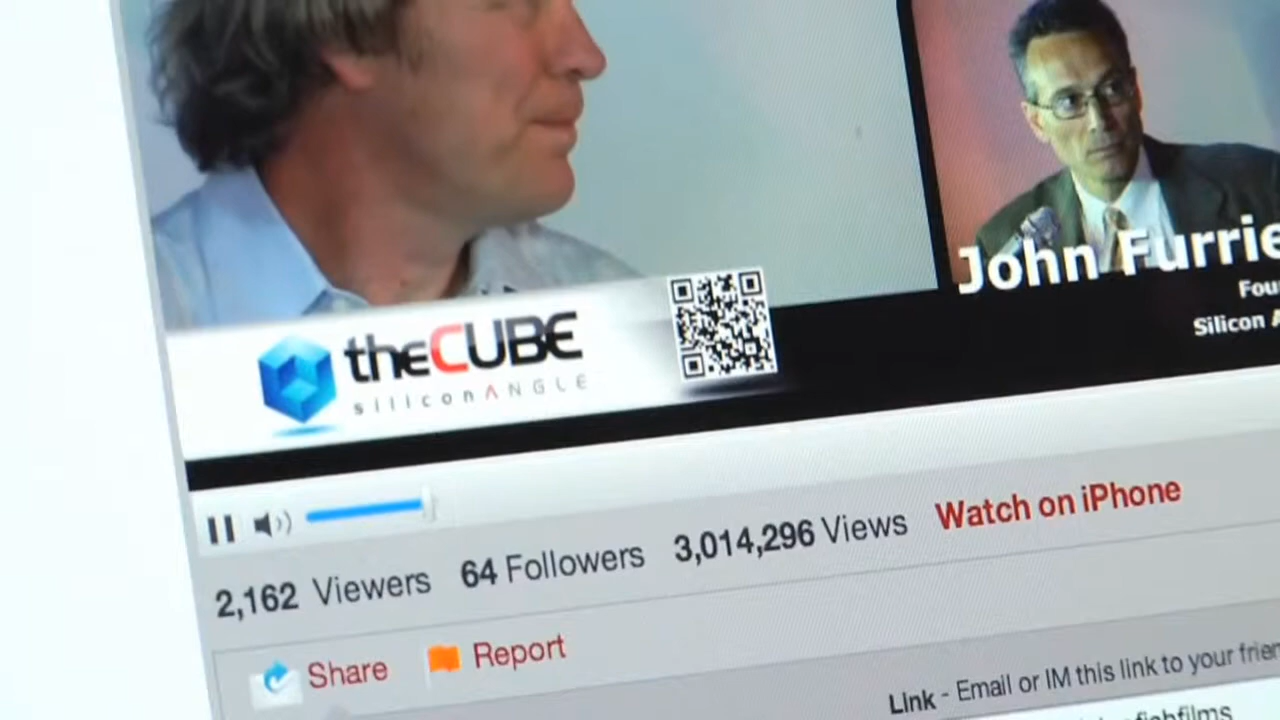 John Furrie
Fou
Silicon A
theCUBE
siliconANGLE
2,162 Viewers 64 Followers 3,014,296 Views Watch on iPhone
Share Report
Link - Email or IM this link to your frien
fishfilms